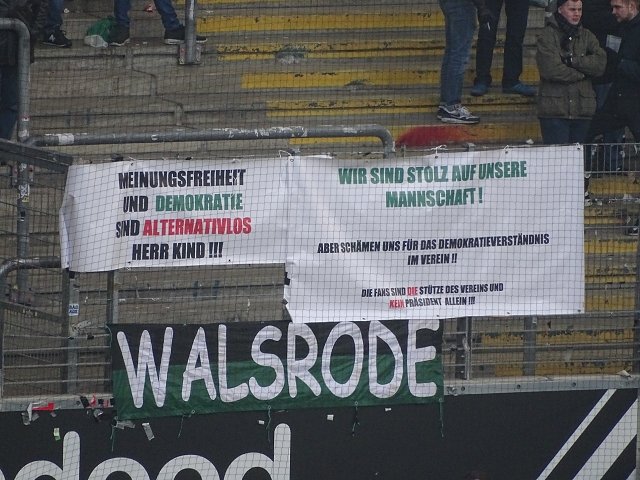 MEINUNGSFREIHEIT
UND DEMOKRATIE
SIND ALTERNATIVLOS
HERR KIND !!!
WIR SIND STOLZ AUF UNSERE
MANNSCHAFT !
ABER SCHÄMEN UNS FÜR DAS DEMOKRATIEVERSTÄNDNIS
IM VEREIN !!
DIE FANS SIND DIE STÜTZE DES VEREINS UND
KEIN PRÄSIDENT ALLEIN !!!
WALSRODE